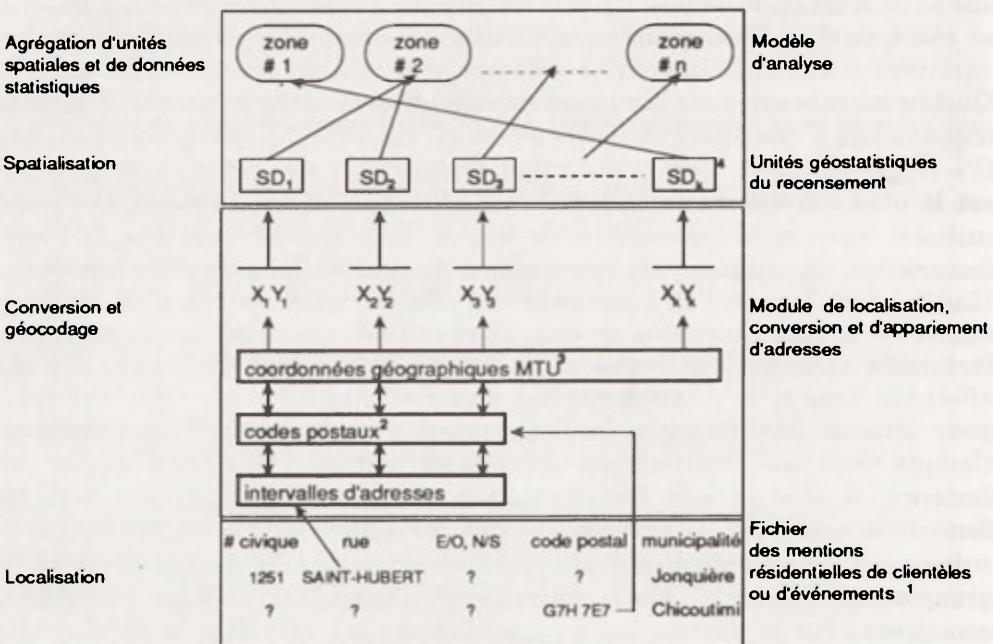 Agrégation d'unités
spatiales et de données
statistiques
zone
# 1
zone
# 2
zone
# n
Modèle
d'analyse
Spatialisation
SD1
SD2
SD3
SDk 4
Unités géostatistiques
du recensement
Conversion et
géocodage
X1Y1
X2Y2
X3Y3
XkYk
Module de localisation,
conversion et d'appariement
d'adresses
coordonnées géographiques MTU3
codes postaux2
intervalles d'adresses
Localisation
# civique rue E/O, N/S code postal municipalité
1251 SAINT-HUBERT ? ? Jonquière
? ? ? G7H 7E7 Chicoutimi
Fichier
des mentions
résidentielles de clientèles
ou d'événements 1